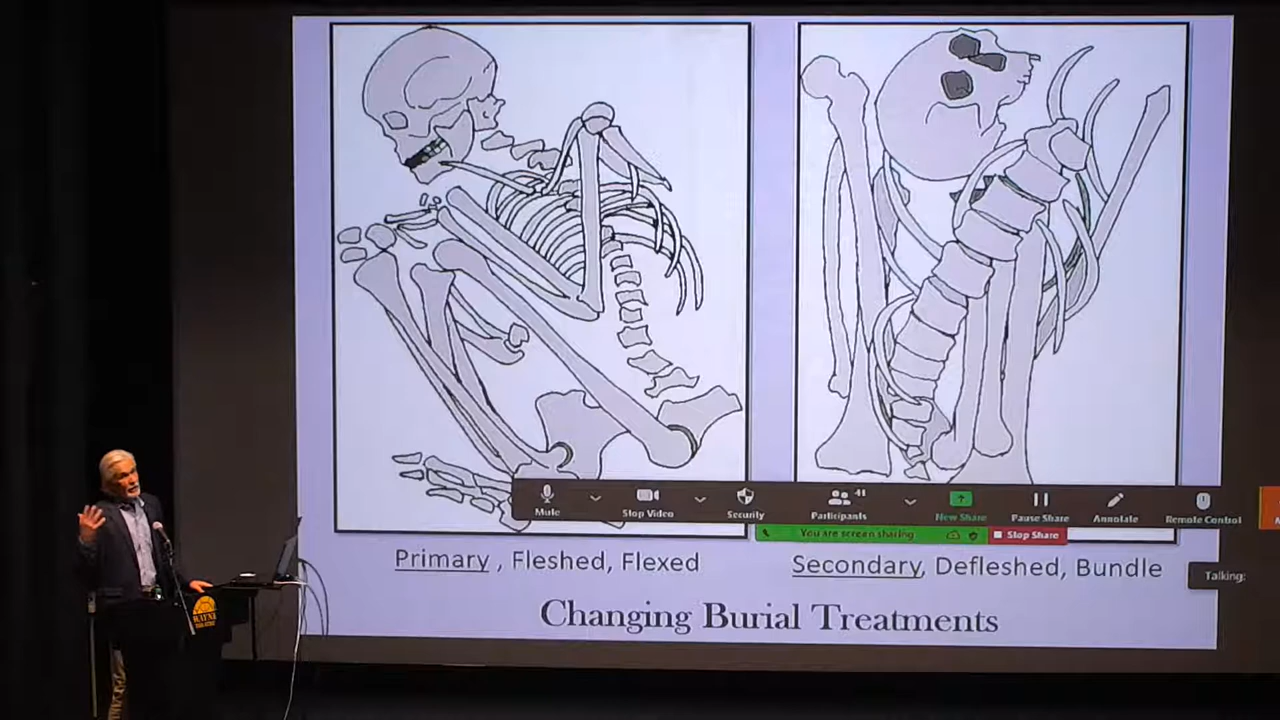 Mute
Stop Video
Security
41
Participants
New Share
Pause Share
Annotate
Remote Control
You are screen sharing
Stop Share
Talking:
Primary , Fleshed, Flexed
Secondary, Defleshed, Bundle
Changing Burial Treatments